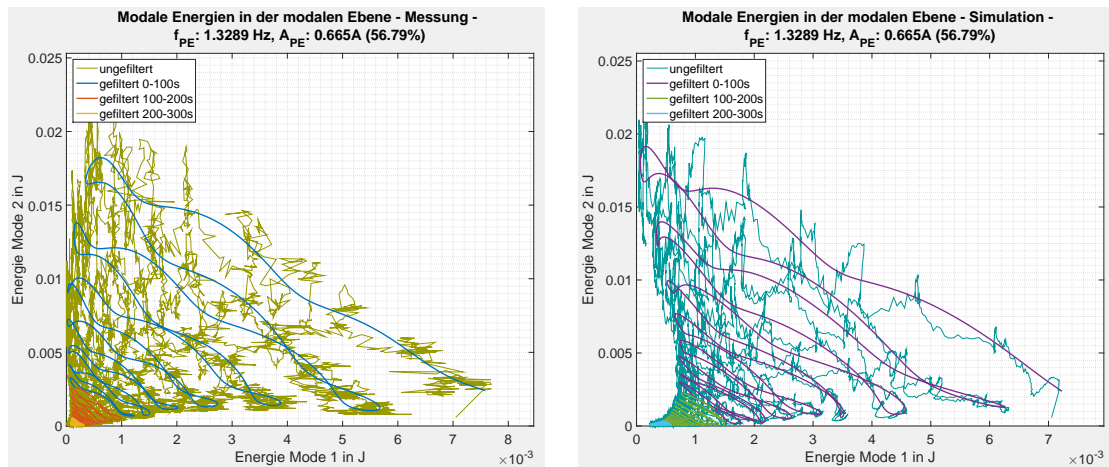 Modale Energien in der modalen Ebene - Messung -
f_PE: 1.3289 Hz, A_PE: 0.665A (56.79%)
0.025
0.02
0.015
0.01
0.005
0
Energie Mode 2 in J
ungefiltert
gefiltert 0-100s
gefiltert 100-200s
gefiltert 200-300s
0 1 2 3 4 5 6 7 8
Energie Mode 1 in J
×10^-3
Modale Energien in der modalen Ebene - Simulation -
f_PE: 1.3289 Hz, A_PE: 0.665A (56.79%)
0.025
0.02
0.015
0.01
0.005
0
Energie Mode 2 in J
ungefiltert
gefiltert 0-100s
gefiltert 100-200s
gefiltert 200-300s
0 1 2 3 4 5 6 7
Energie Mode 1 in J
×10^-3